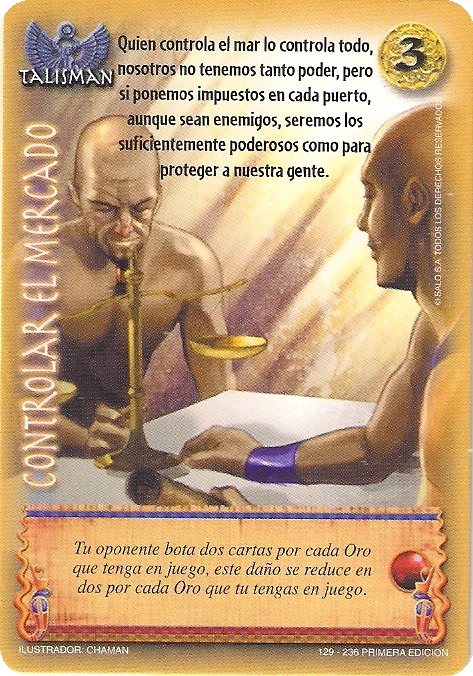 TALISMAN
Quien controla el mar lo controla todo,
nosotros no tenemos tanto poder, pero
si ponemos impuestos en cada puerto,
aunque sean enemigos, seremos los
suficientemente poderosos como para
proteger a nuestra gente.
3
CONTROLAR EL MERCADO
© SALO S.A. TODOS LOS DERECHOS RESERVADOS
Tu oponente bota dos cartas por cada Oro
que tenga en juego, este daño se reduce en
dos por cada Oro que tu tengas en juego.
ILUSTRADOR: CHAMAN
129 - 236 PRIMERA EDICION